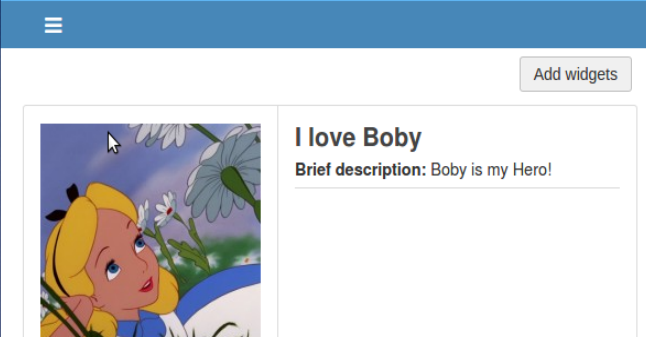 Add widgets
I love Boby
Brief description: Boby is my Hero!